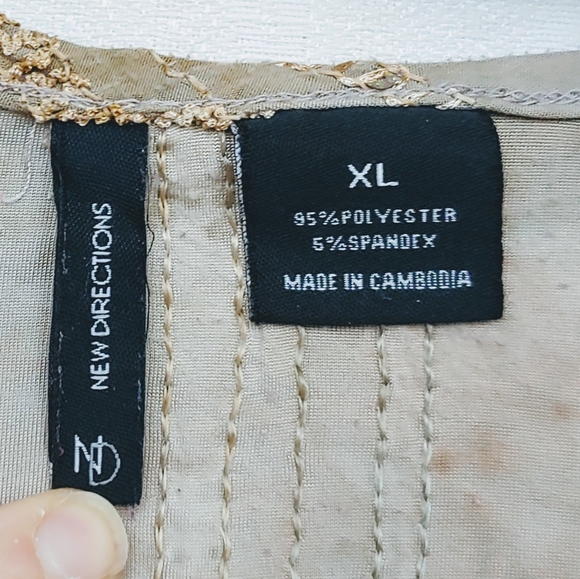 NEW DIRECTIONS
ND
XL
95%POLYESTER
5%SPANDEX
MADE IN CAMBODIA